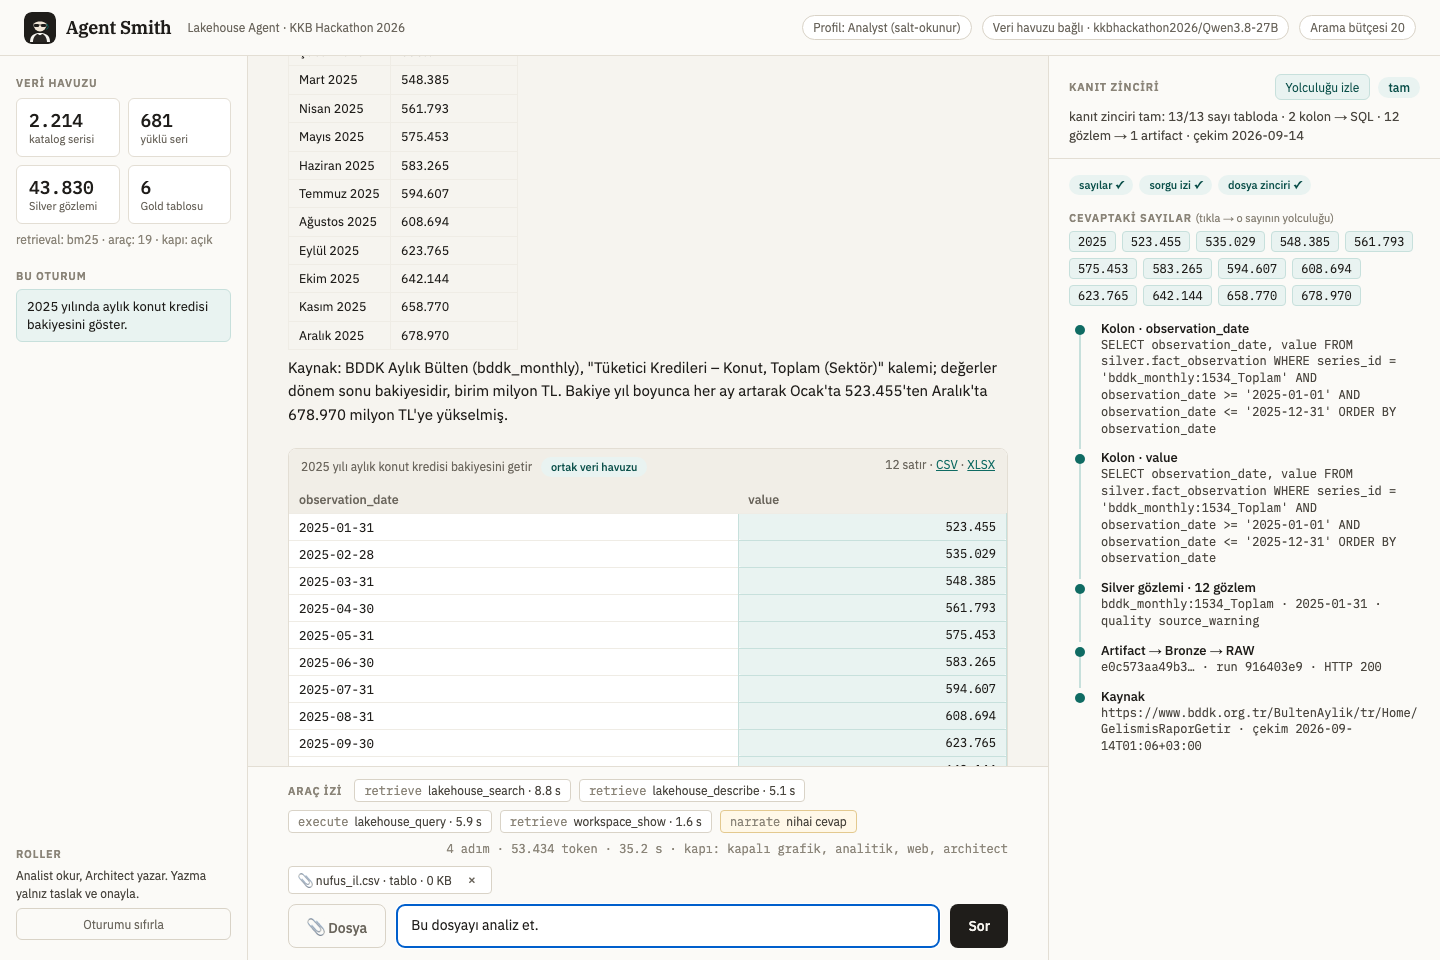 Agent Smith
Lakehouse Agent · KKB Hackathon 2026
Profil: Analyst (salt-okunur)
Veri havuzu bağlı · kkbhackathon2026/Qwen3.8-27B
Arama bütçesi 20
VERİ HAVUZU
2.214
katalog serisi
681
yüklü seri
43.830
Silver gözlemi
6
Gold tablosu
retrieval: bm25 · araç: 19 · kapı: açık
BU OTURUM
2025 yılında aylık konut kredisi
bakiyesini göster.
ROLLER
Analist okur, Architect yazar. Yazma
yalnız taslak ve onayla.
Oturumu sıfırla
Mart 2025 548.385
Nisan 2025 561.793
Mayıs 2025 575.453
Haziran 2025 583.265
Temmuz 2025 594.607
Ağustos 2025 608.694
Eylül 2025 623.765
Ekim 2025 642.144
Kasım 2025 658.770
Aralık 2025 678.970
Kaynak: BDDK Aylık Bülten (bddk_monthly), "Tüketici Kredileri – Konut, Toplam (Sektör)" kalemi; değerler
dönem sonu bakiyesidir, birim milyon TL. Bakiye yıl boyunca her ay artarak Ocak'ta 523.455'ten Aralık'ta
678.970 milyon TL'ye yükselmiş.
2025 yılı aylık konut kredisi bakiyesini getir
ortak veri havuzu
12 satır · CSV · XLSX
observation_date value
2025-01-31 523.455
2025-02-28 535.029
2025-03-31 548.385
2025-04-30 561.793
2025-05-31 575.453
2025-06-30 583.265
2025-07-31 594.607
2025-08-31 608.694
2025-09-30 623.765
ARAÇ İZİ
retrieve lakehouse_search · 8.8 s
retrieve lakehouse_describe · 5.1 s
execute lakehouse_query · 5.9 s
retrieve workspace_show · 1.6 s
narrate nihai cevap
4 adım · 53.434 token · 35.2 s · kapı: kapalı grafik, analitik, web, architect
📎 nufus_il.csv · tablo · 0 KB ×
📎 Dosya
Bu dosyayı analiz et.
Sor
KANIT ZİNCİRİ
Yolculuğu izle
tam
kanıt zinciri tam: 13/13 sayı tabloda · 2 kolon → SQL · 12
gözlem → 1 artifact · çekim 2026-09-14
sayılar ✓
sorgu izi ✓
dosya zinciri ✓
CEVAPTAKİ SAYILAR (tıkla → o sayının yolculuğu)
2025 523.455 535.029 548.385 561.793
575.453 583.265 594.607 608.694
623.765 642.144 658.770 678.970
Kolon · observation_date
SELECT observation_date, value FROM
silver.fact_observation WHERE series_id =
'bddk_monthly:1534_Toplam' AND
observation_date >= '2025-01-01' AND
observation_date <= '2025-12-31' ORDER BY
observation_date
Kolon · value
SELECT observation_date, value FROM
silver.fact_observation WHERE series_id =
'bddk_monthly:1534_Toplam' AND
observation_date >= '2025-01-01' AND
observation_date <= '2025-12-31' ORDER BY
observation_date
Silver gözlemi · 12 gözlem
bddk_monthly:1534_Toplam · 2025-01-31 ·
quality source_warning
Artifact → Bronze → RAW
e0c573aa49b3… · run 916403e9 · HTTP 200
Kaynak
https://www.bddk.org.tr/BultenAylik/tr/Home/
GelismisRaporGetir · çekim 2026-09-
14T01:06+03:00